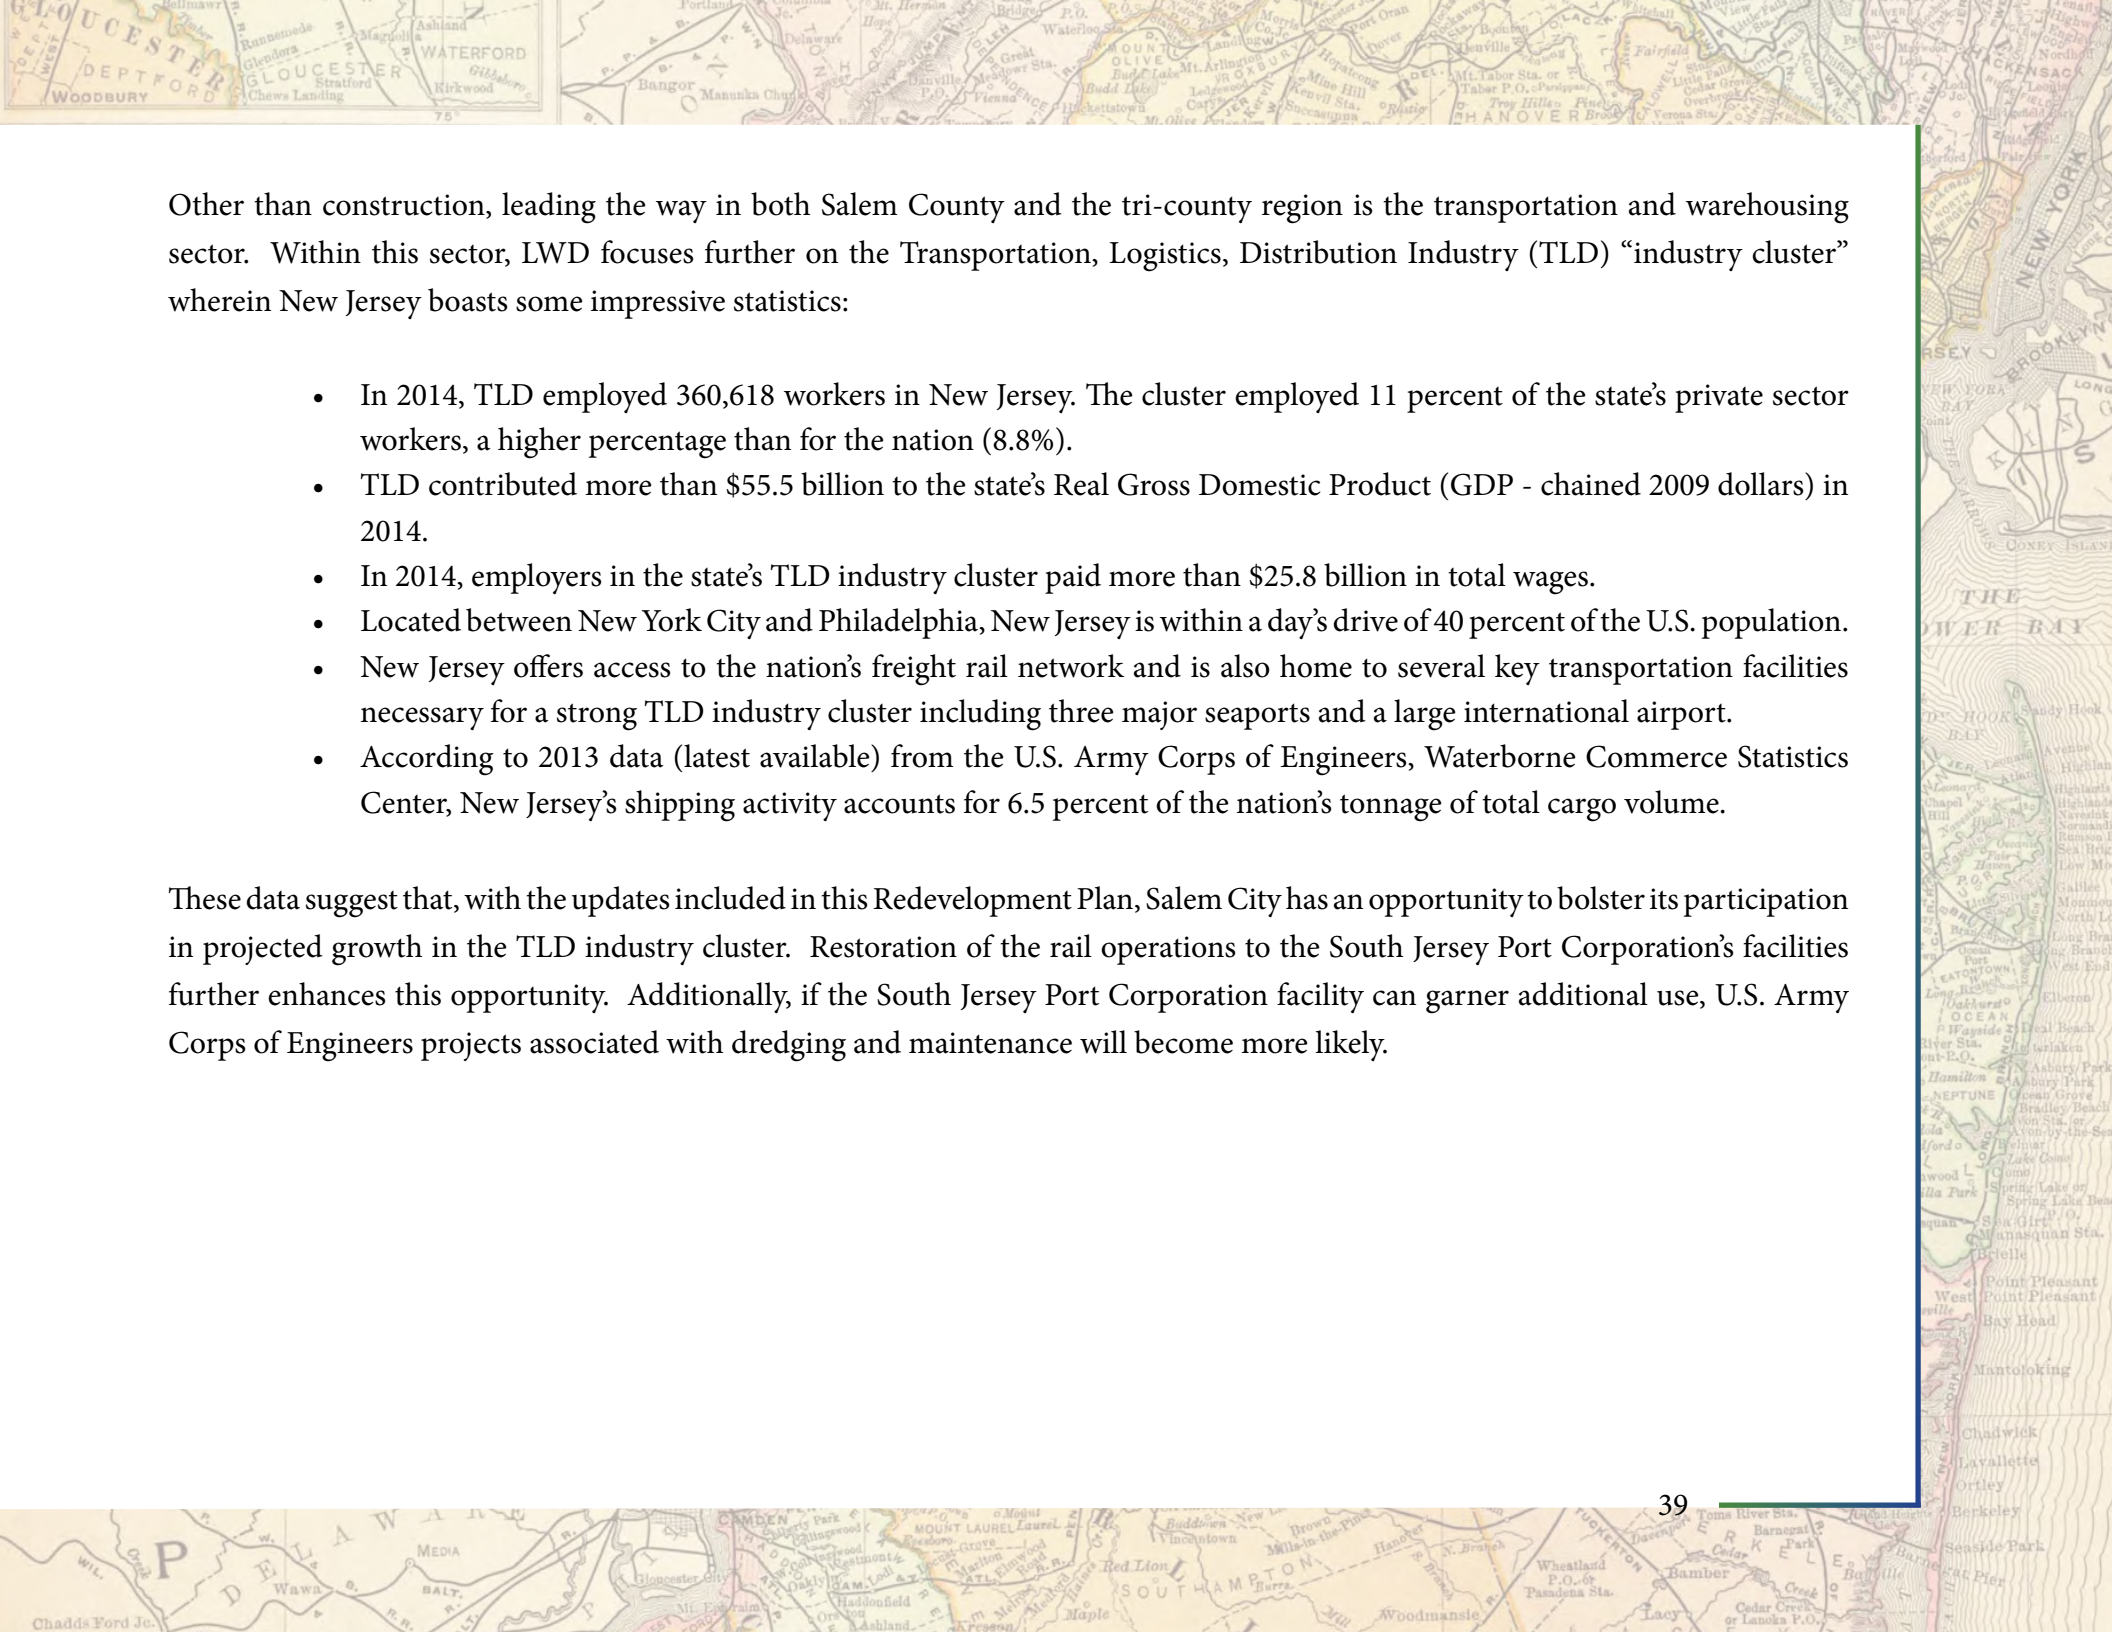 Other than construction, leading the way in both Salem County and the tri-county region is the transportation and warehousing
sector.  Within this sector, LWD focuses further on the Transportation, Logistics, Distribution Industry (TLD) “industry cluster”
wherein New Jersey boasts some impressive statistics:
• In 2014, TLD employed 360,618 workers in New Jersey. The cluster employed 11 percent of the state’s private sector
workers, a higher percentage than for the nation (8.8%).
• TLD contributed more than $55.5 billion to the state’s Real Gross Domestic Product (GDP - chained 2009 dollars) in
2014.
• In 2014, employers in the state’s TLD industry cluster paid more than $25.8 billion in total wages.
• Located between New York City and Philadelphia, New Jersey is within a day’s drive of 40 percent of the U.S. population.
• New Jersey offers access to the nation’s freight rail network and is also home to several key transportation facilities
necessary for a strong TLD industry cluster including three major seaports and a large international airport.
• According to 2013 data (latest available) from the U.S. Army Corps of Engineers, Waterborne Commerce Statistics
Center, New Jersey’s shipping activity accounts for 6.5 percent of the nation’s tonnage of total cargo volume.
These data suggest that, with the updates included in this Redevelopment Plan, Salem City has an opportunity to bolster its participation
in projected growth in the TLD industry cluster.  Restoration of the rail operations to the South Jersey Port Corporation’s facilities
further enhances this opportunity.  Additionally, if the South Jersey Port Corporation facility can garner additional use, U.S. Army
Corps of Engineers projects associated with dredging and maintenance will become more likely.
39